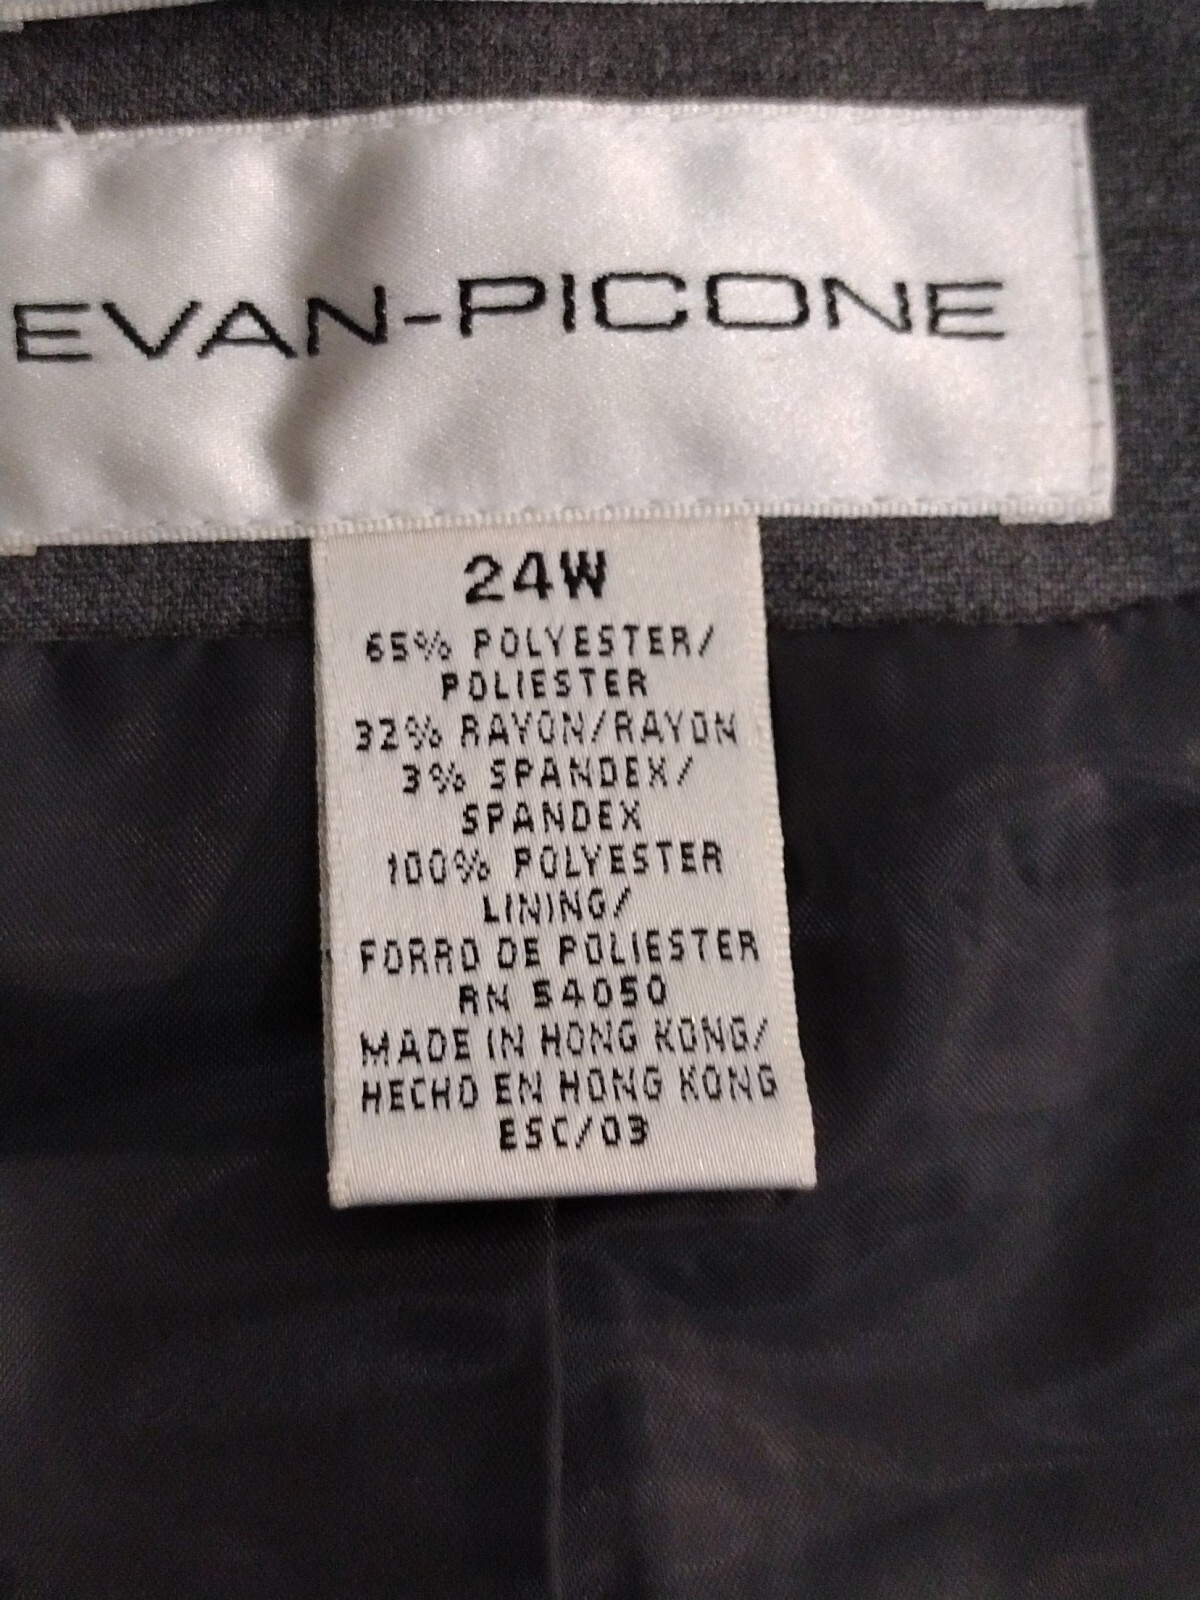 EVAN-PICONE
24W
65% POLYESTER/
POLIESTER
32% RAYON/RAYON
3% SPANDEX/
SPANDEX
100% POLYESTER
LINING/
FORRO DE POLIESTER
RN 54050
MADE IN HONG KONG/
HECHO EN HONG KONG
ESC/03